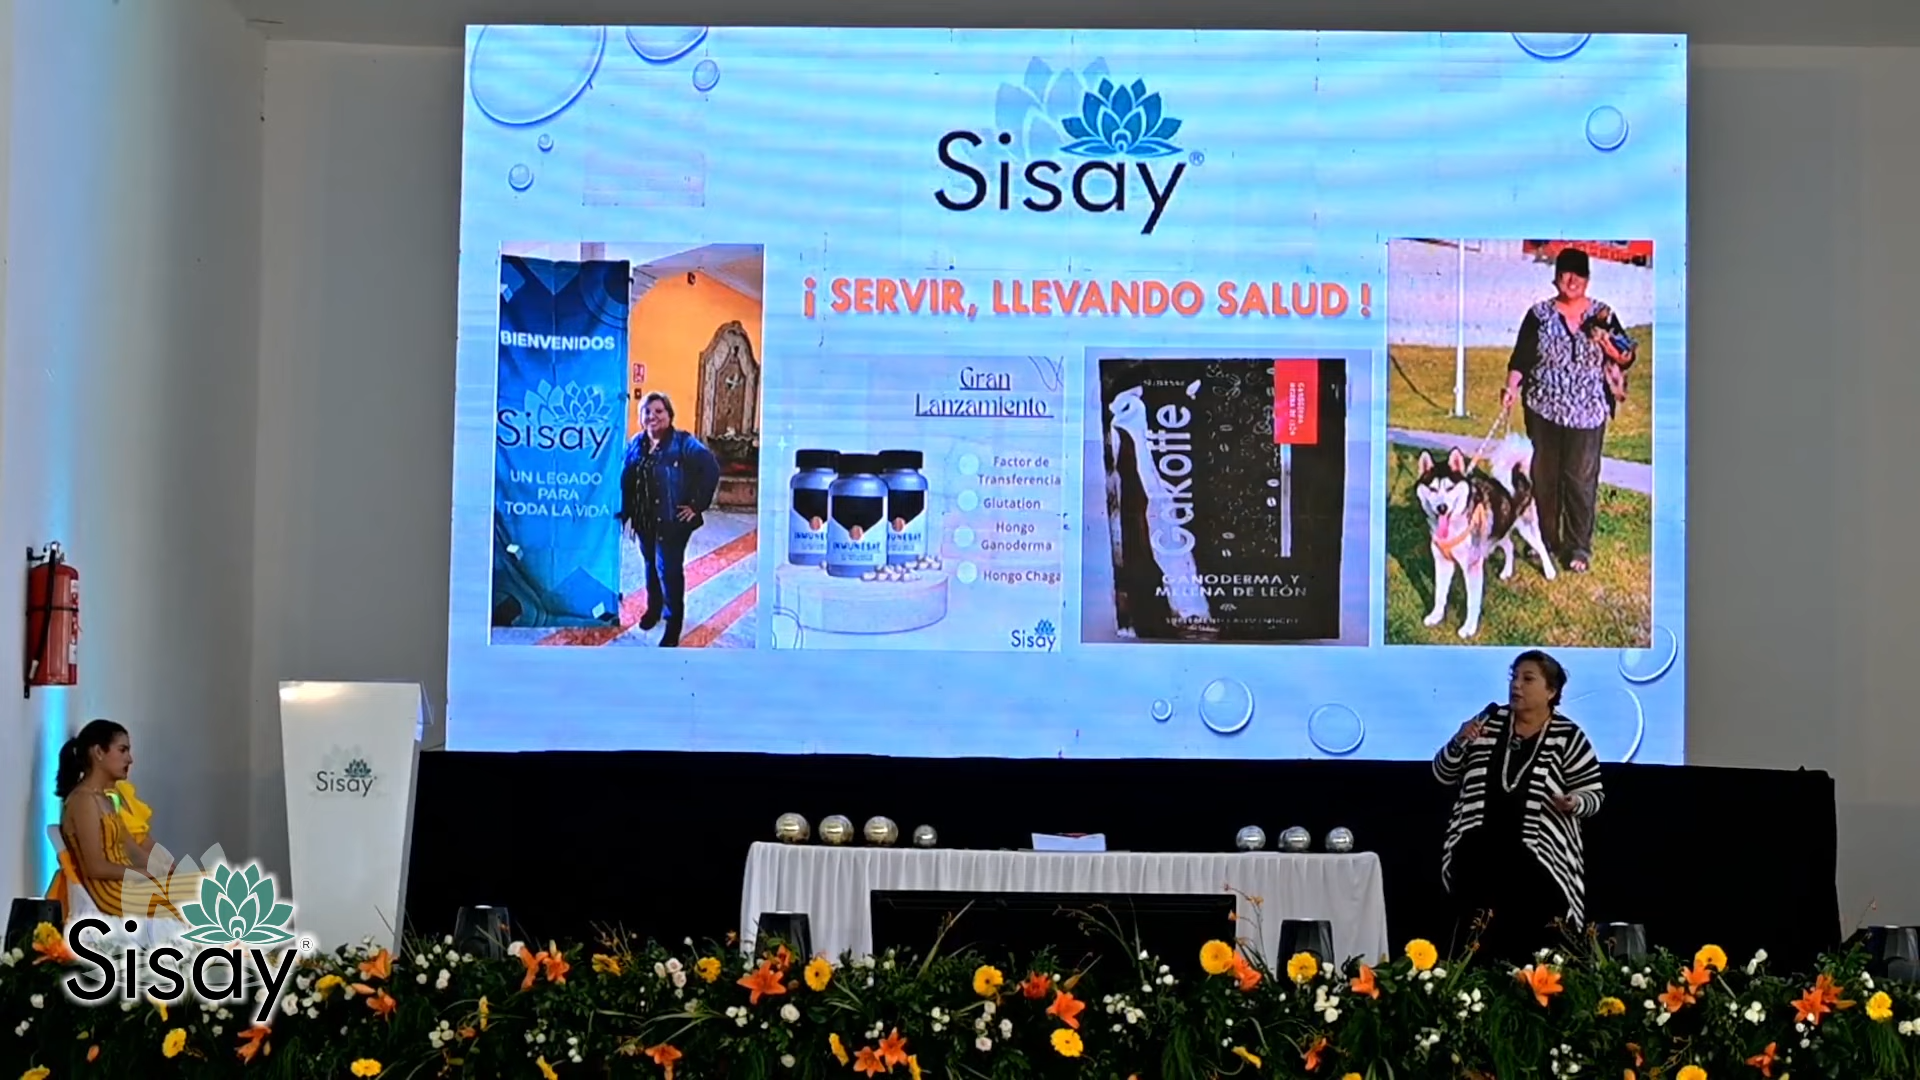 Sisay®
¡ SERVIR, LLEVANDO SALUD !
BIENVENIDOS
Sisay
UN LEGADO
PARA
TODA LA VIDA
Gran
Lanzamiento
Factor de
Transferencia
Glutation
Hongo
Ganoderma
Hongo Chaga
INMUNESAT
Sisay
Gakoffe
GANODERMA Y
MELENA DE LEÓN
Sisay
Sisay®